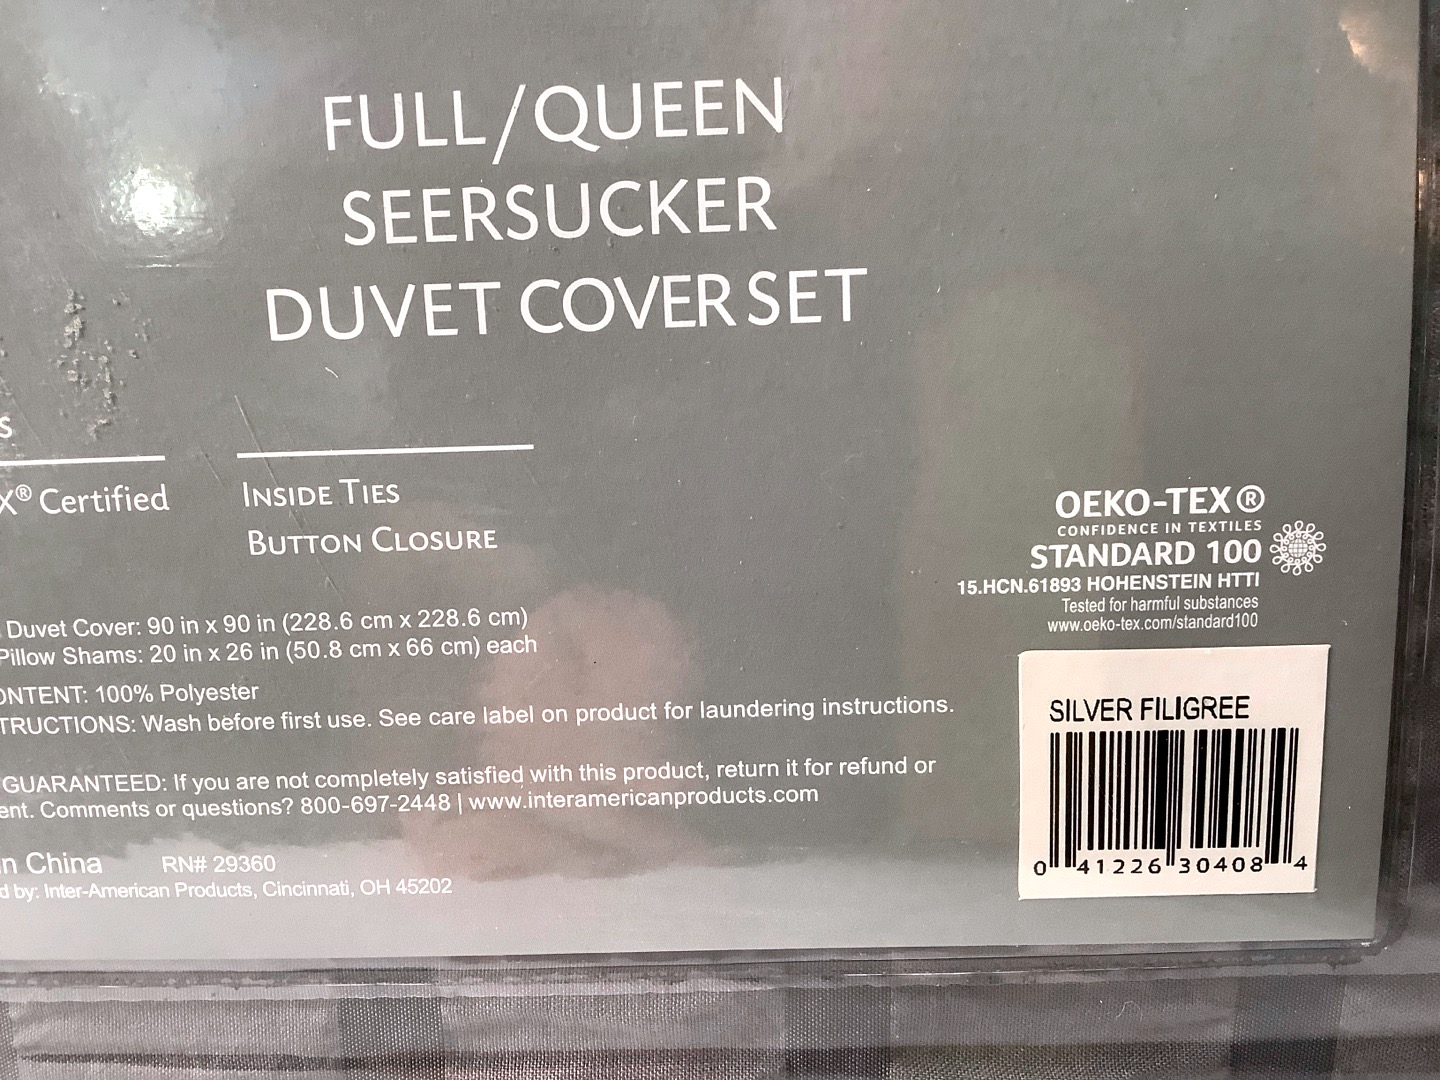 FULL/QUEEN
SEERSUCKER
DUVET COVER SET
S
X® Certified
INSIDE TIES
BUTTON CLOSURE
OEKO-TEX®
CONFIDENCE IN TEXTILES
STANDARD 100
15.HCN.61893 HOHENSTEIN HTTI
Tested for harmful substances
www.oeko-tex.com/standard100
Duvet Cover: 90 in x 90 in (228.6 cm x 228.6 cm)
Pillow Shams: 20 in x 26 in (50.8 cm x 66 cm) each
ONTENT: 100% Polyester
TRUCTIONS: Wash before first use. See care label on product for laundering instructions.
GUARANTEED: If you are not completely satisfied with this product, return it for refund or
ent. Comments or questions? 800-697-2448 | www.interamericanproducts.com
n China RN# 29360
d by: Inter-American Products, Cincinnati, OH 45202
SILVER FILIGREE
0 41226 30408 4